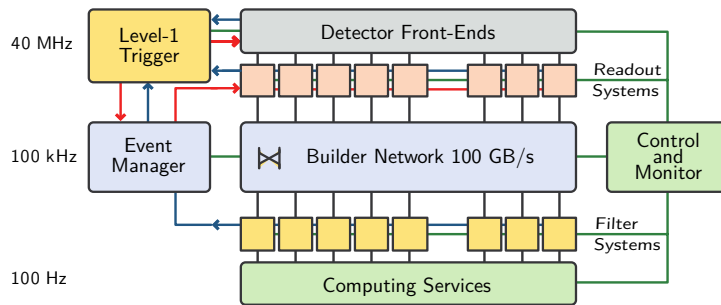 40 MHz
Level-1
Trigger
Detector Front-Ends
Readout
Systems
100 kHz
Event
Manager
Builder Network 100 GB/s
Control
and
Monitor
Filter
Systems
100 Hz
Computing Services